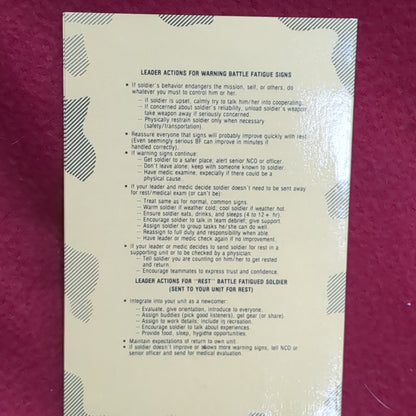 LEADER ACTIONS FOR WARNING BATTLE FATIGUE SIGNS
• If soldier's behavior endangers the mission, self, or others, do
whatever you must to control him or her.
— If soldier is upset, calmly try to talk him/her into cooperating.
— If concerned about soldier's reliability, unload soldier's weapon
take weapon away if seriously concerned.
— Physically restrain soldier only when necessary
(safety/transportation).
• Reassure everyone that signs will probably improve quickly with rest.
(Even seemingly serious BF can improve in minutes if
handled correctly).
• If warning signs continue:
— Get soldier to a safer place; alert senior NCO or officer.
— Don't leave alone; keep with someone known to soldier.
— Have medic examine, especially if there could be a
physical cause.
• If your leader and medic decide soldier doesn't need to be sent away
for rest/medical exam (or can't be):
— Treat same as for normal, common signs.
— Warm soldier if weather cold; cool soldier if weather hot.
— Ensure soldier eats, drinks, and sleeps (4 to 12 + hr).
— Encourage soldier to talk in team debrief; give support.
— Assign soldier to group tasks he/she can do well.
— Reassign to full duty and responsibility when able.
— Have leader or medic check again if no improvement.
• If your leader or medic decides to send soldier for rest in a
supporting unit or to be checked by a physician:
— Tell soldier you are counting on him/her to get rested
and return.
— Encourage teammates to express trust and confidence.
LEADER ACTIONS FOR "REST" BATTLE FATIGUED SOLDIER
(SENT TO YOUR UNIT FOR REST)
• Integrate into your unit as a newcomer:
— Evaluate, give orientation, introduce to everyone.
— Assign buddies (pick good listeners), get gear (or share).
— Assign to work details; include in recreation.
— Encourage soldier to talk about experiences.
— Provide food, sleep, hygiene opportunities.
• Maintain expectations of return to own unit.
• If soldier doesn't improve or shows more warning signs, tell NCO or
senior officer and send for medical evaluation.